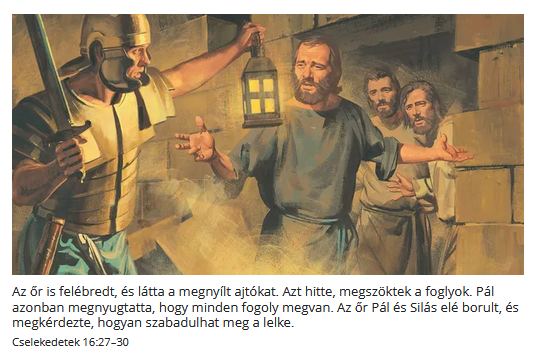 Az őr is felébredt, és látta a megnyílt ajtókat. Azt hitte, megszöktek a foglyok. Pál
azonban megnyugtatta, hogy minden fogoly megvan. Az őr Pál és Silás elé borult, és
megkérdezte, hogyan szabadulhat meg a lelke.
Cselekedetek 16:27–30